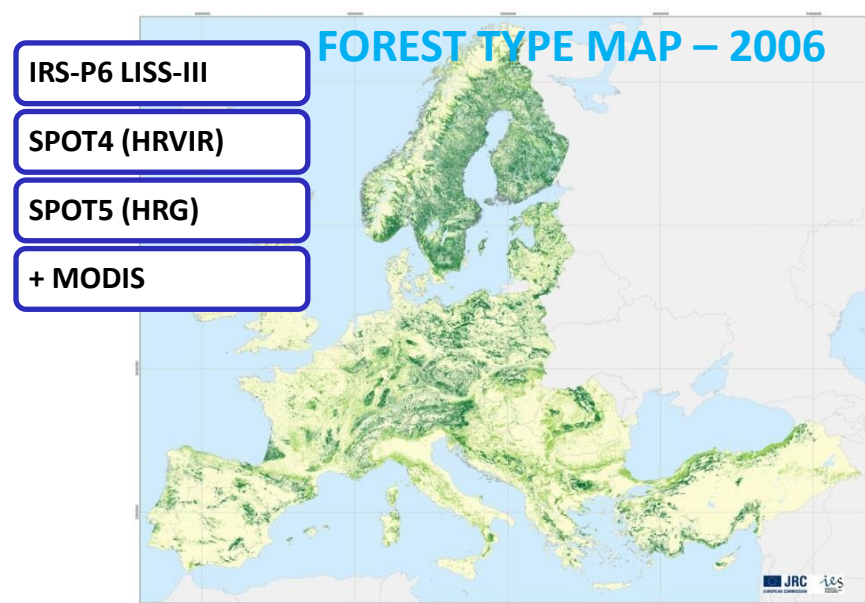 FOREST TYPE MAP – 2006
IRS-P6 LISS-III
SPOT4 (HRVIR)
SPOT5 (HRG)
+ MODIS
JRC
EUROPEAN COMMISSION
ies